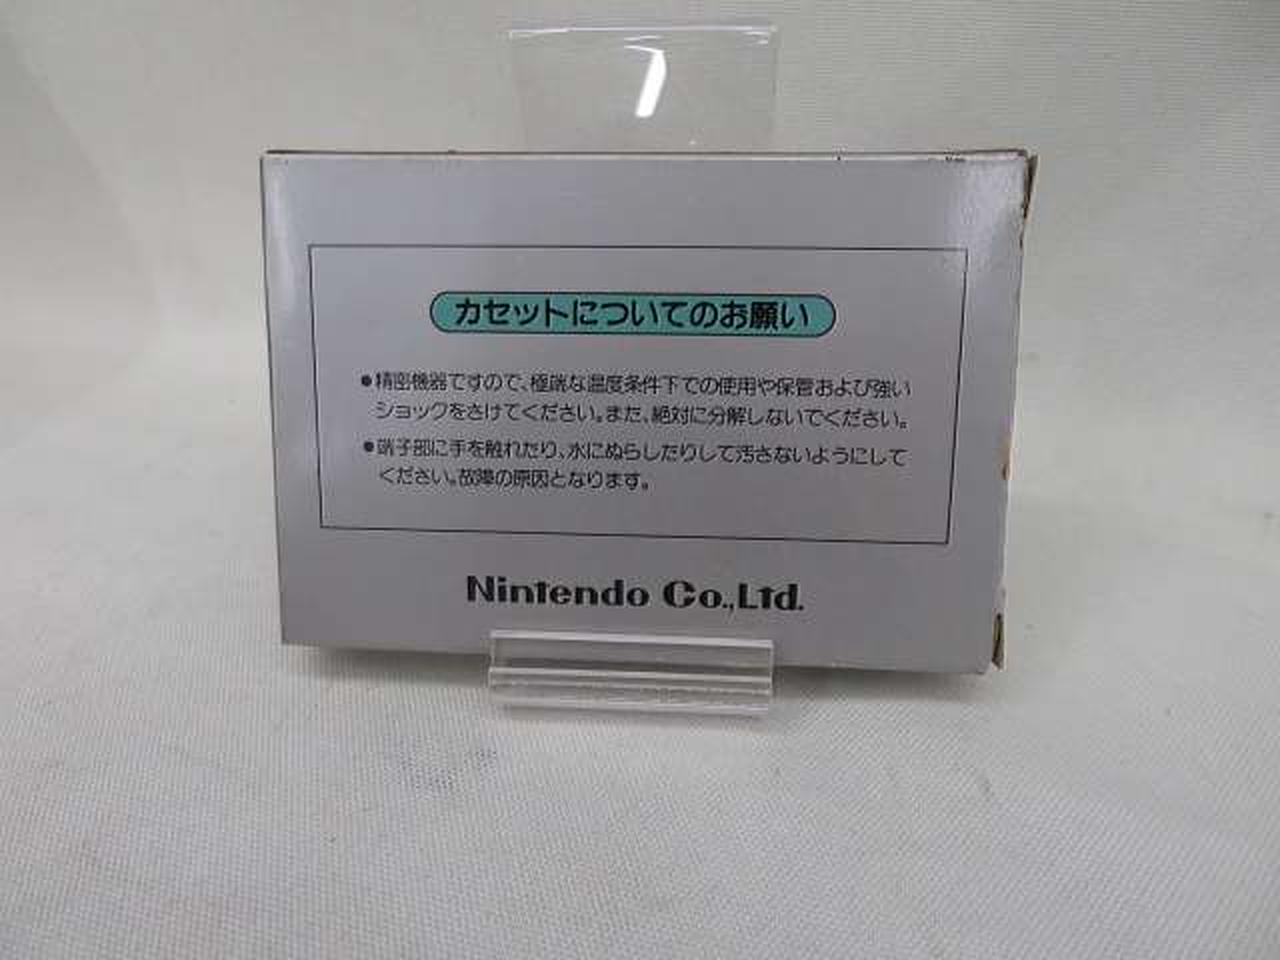 カセットについてのお願い
●精密機器ですので、極端な温度条件下での使用や保管および強い
ショックをさけてください。また、絶対に分解しないでください。
●端子部に手を触れたり、水にぬらしたりして汚さないようにして
ください。故障の原因となります。
Nintendo Co.,Ltd.